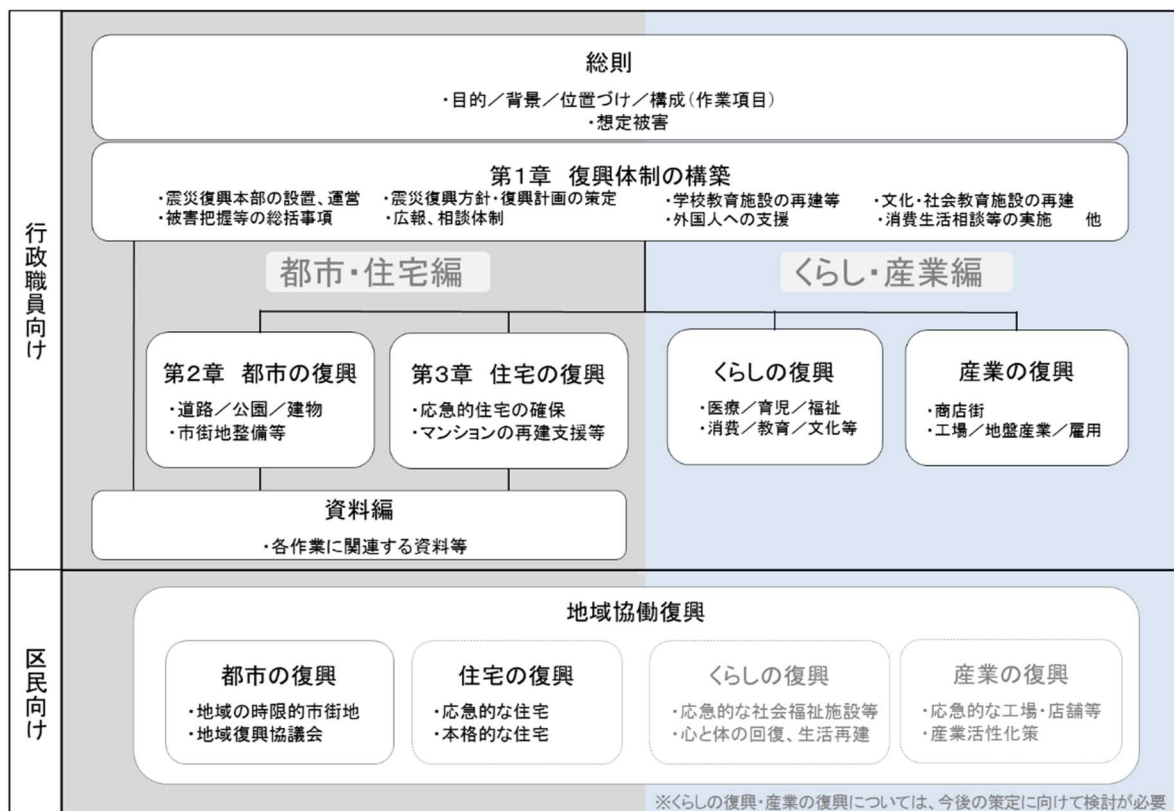 行政職員向け
総則
・目的／背景／位置づけ／構成（作業項目）
・想定被害
第1章 復興体制の構築
・震災復興本部の設置、運営
・被害把握等の総括事項
・震災復興方針・復興計画の策定
・広報、相談体制
・学校教育施設の再建等
・外国人への支援
・文化・社会教育施設の再建
・消費生活相談等の実施 他
都市・住宅編
くらし・産業編
第2章 都市の復興
・道路／公園／建物
・市街地整備等
第3章 住宅の復興
・応急的住宅の確保
・マンションの再建支援等
くらしの復興
・医療／育児／福祉
・消費／教育／文化等
産業の復興
・商店街
・工場／地盤産業／雇用
資料編
・各作業に関連する資料等
区民向け
地域協働復興
都市の復興
・地域の時限的市街地
・地域復興協議会
住宅の復興
・応急的な住宅
・本格的な住宅
くらしの復興
・応急的な社会福祉施設等
・心と体の回復、生活再建
産業の復興
・応急的な工場・店舗等
・産業活性化策
※くらしの復興・産業の復興については、今後の策定に向けて検討が必要